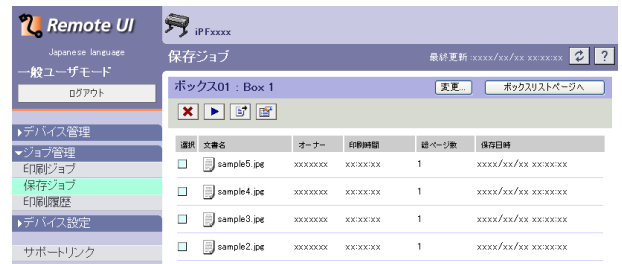 Remote UI
Japanese language
一般ユーザモード
ログアウト
▶デバイス管理
▼ジョブ管理
印刷ジョブ
保存ジョブ
印刷履歴
▶デバイス設定
サポートリンク
iPFxxxx
保存ジョブ
最終更新:xxxx/xx/xx xx:xx:xx ?
ボックス01 : Box 1 変更... ボックスリストページへ
選択 文書名 オーナー 印刷時間 総ページ数 保存日時
sample5.jpg xxxxxxx xx:xx:xx 1 xxxx/xx/xx xx:xx:xx
sample4.jpg xxxxxxx xx:xx:xx 1 xxxx/xx/xx xx:xx:xx
sample3.jpg xxxxxxx xx:xx:xx 1 xxxx/xx/xx xx:xx:xx
sample2.jpg xxxxxxx xx:xx:xx 1 xxxx/xx/xx xx:xx:xx